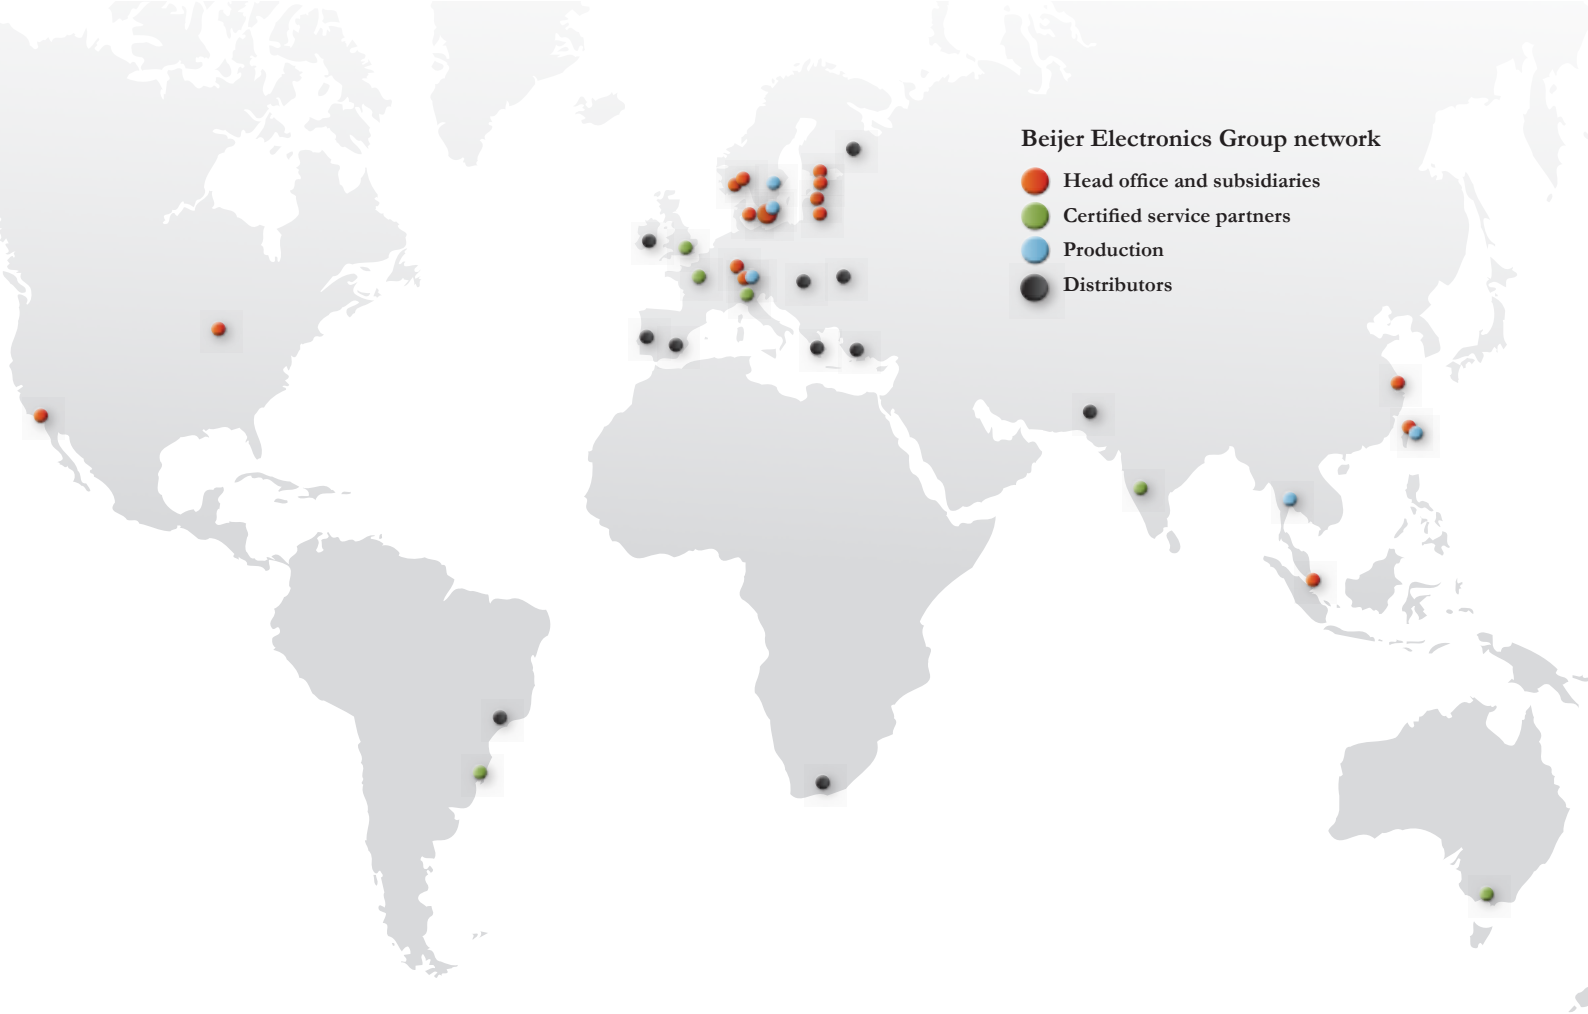 Beijer Electronics Group network
Head office and subsidiaries
Certified service partners
Production
Distributors